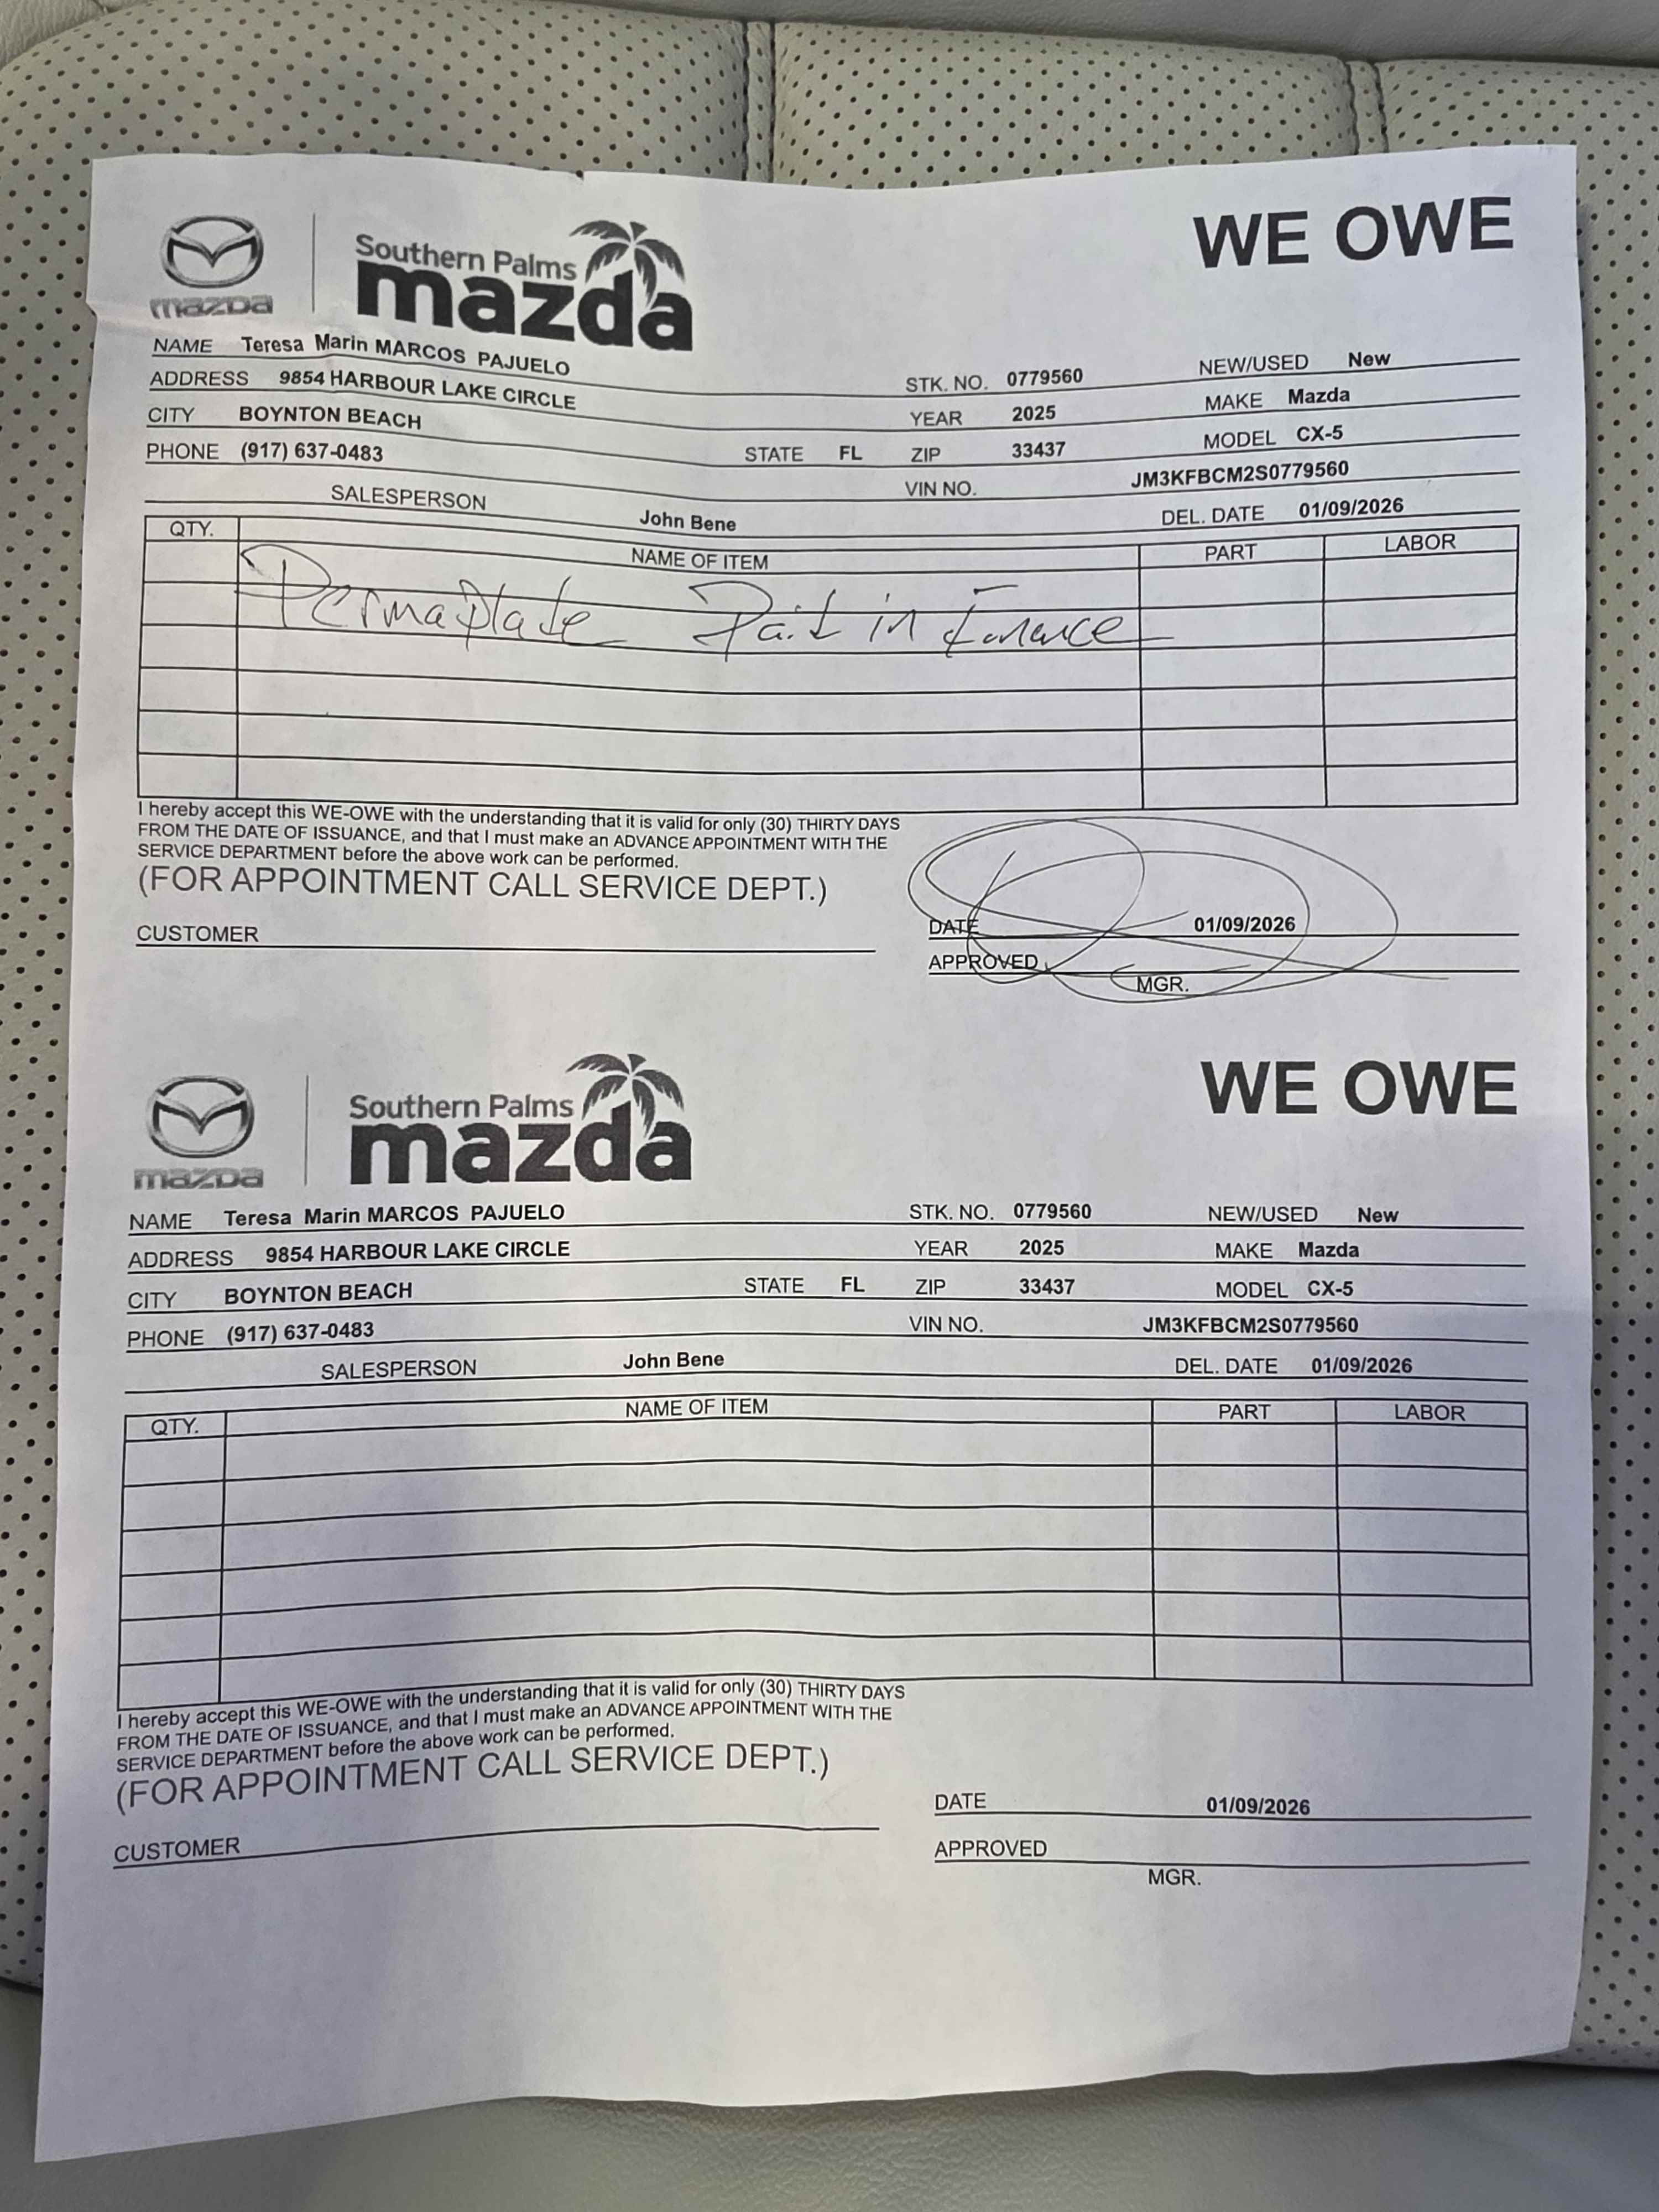 WE OWE
mazda
Southern Palms
mazda
NAME Teresa Marin MARCOS PAJUELO
ADDRESS 9854 HARBOUR LAKE CIRCLE STK. NO. 0779560 NEW/USED New
CITY BOYNTON BEACH YEAR 2025 MAKE Mazda
PHONE (917) 637-0483 STATE FL ZIP 33437 MODEL CX-5
VIN NO. JM3KFBCM2S0779560
SALESPERSON John Bene DEL. DATE 01/09/2026
QTY. NAME OF ITEM PART LABOR
PermaPlate Paid in Finance
I hereby accept this WE-OWE with the understanding that it is valid for only (30) THIRTY DAYS
FROM THE DATE OF ISSUANCE, and that I must make an ADVANCE APPOINTMENT WITH THE
SERVICE DEPARTMENT before the above work can be performed.
(FOR APPOINTMENT CALL SERVICE DEPT.)
CUSTOMER DATE 01/09/2026
APPROVED
MGR.
WE OWE
mazda
Southern Palms
mazda
NAME Teresa Marin MARCOS PAJUELO STK. NO. 0779560 NEW/USED New
ADDRESS 9854 HARBOUR LAKE CIRCLE YEAR 2025 MAKE Mazda
CITY BOYNTON BEACH STATE FL ZIP 33437 MODEL CX-5
PHONE (917) 637-0483 VIN NO. JM3KFBCM2S0779560
SALESPERSON John Bene DEL. DATE 01/09/2026
QTY. NAME OF ITEM PART LABOR
I hereby accept this WE-OWE with the understanding that it is valid for only (30) THIRTY DAYS
FROM THE DATE OF ISSUANCE, and that I must make an ADVANCE APPOINTMENT WITH THE
SERVICE DEPARTMENT before the above work can be performed.
(FOR APPOINTMENT CALL SERVICE DEPT.)
DATE 01/09/2026
CUSTOMER APPROVED
MGR.